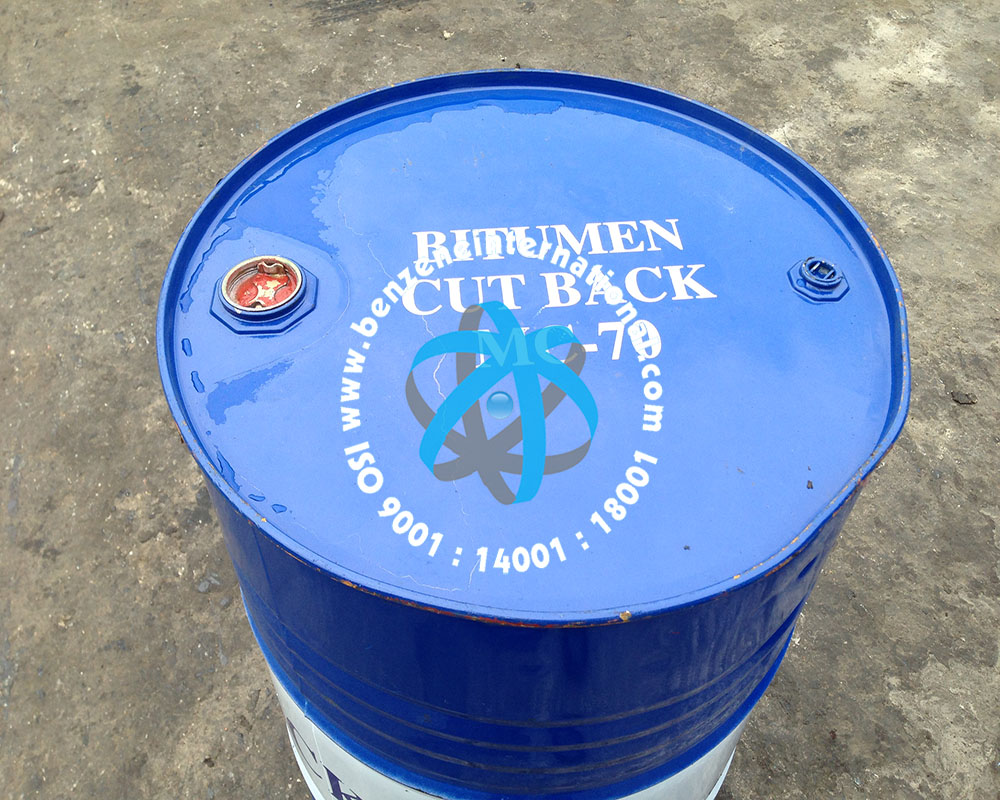 BITUMEN
CUT BACK
MC-70
www.benzeneinternational.com
ISO 9001 : 14001 : 18001